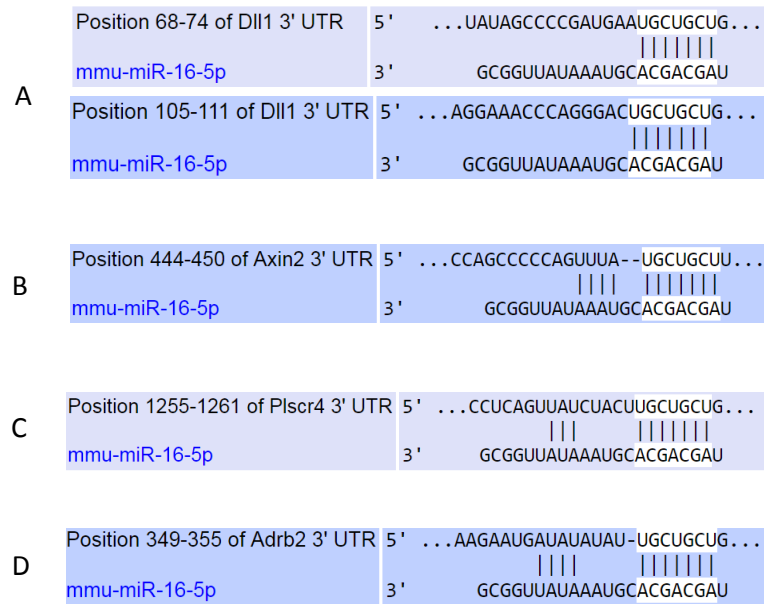 A
Position 68-74 of Dll1 3' UTR 5' ...UAUAGCCCCGAUGAAUGCUGCUG...
|||||||
mmu-miR-16-5p 3' GCGGUUAUAAAUGCACGACGAU
Position 105-111 of Dll1 3' UTR 5' ...AGGAAACCCAGGGACUGCUGCUG...
|||||||
mmu-miR-16-5p 3' GCGGUUAUAAAUGCACGACGAU
B
Position 444-450 of Axin2 3' UTR 5' ...CCAGCCCCCAGUUUA--UGCUGCUU...
|||| |||||||
mmu-miR-16-5p 3' GCGGUUAUAAAUGCACGACGAU
C
Position 1255-1261 of Plscr4 3' UTR 5' ...CCUCAGUUAUCUACUUGCUGCUG...
||| |||||||
mmu-miR-16-5p 3' GCGGUUAUAAAUGCACGACGAU
D
Position 349-355 of Adrb2 3' UTR 5' ...AAGAAUGAUAUAUAU-UGCUGCUG...
|||| |||||||
mmu-miR-16-5p 3' GCGGUUAUAAAUGCACGACGAU